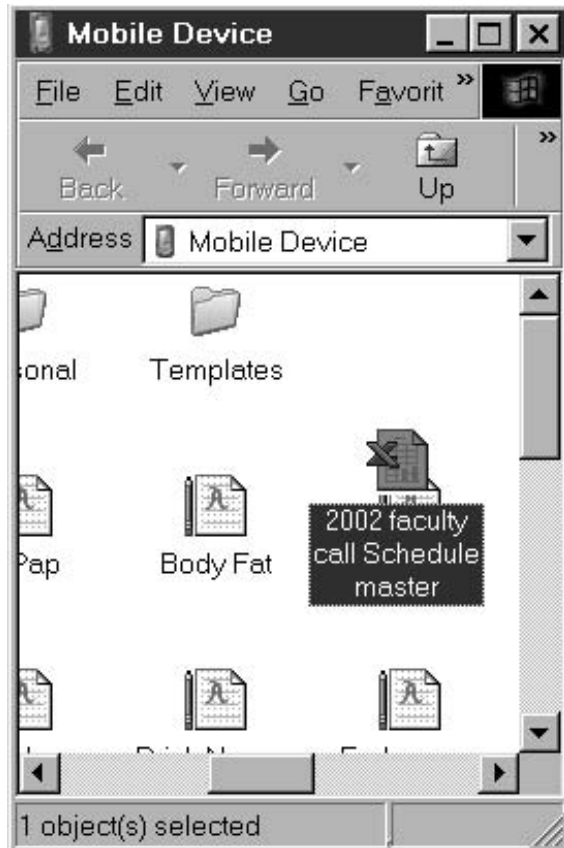 Mobile Device
File Edit View Go Favorit »
Back Forward Up »
Address Mobile Device
sonal Templates
Pap Body Fat
2002 faculty
call Schedule
master
1 object(s) selected